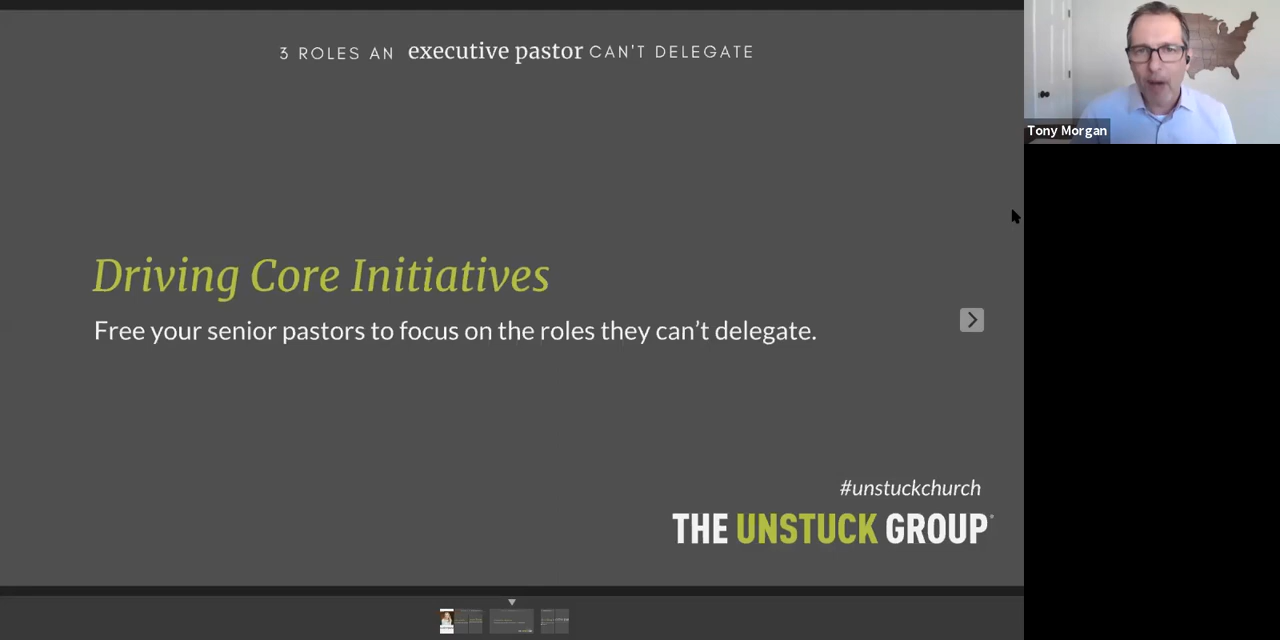 3 ROLES AN executive pastor CAN'T DELEGATE
Tony Morgan
Driving Core Initiatives
Free your senior pastors to focus on the roles they can’t delegate.
#unstuckchurch
THE UNSTUCK GROUP